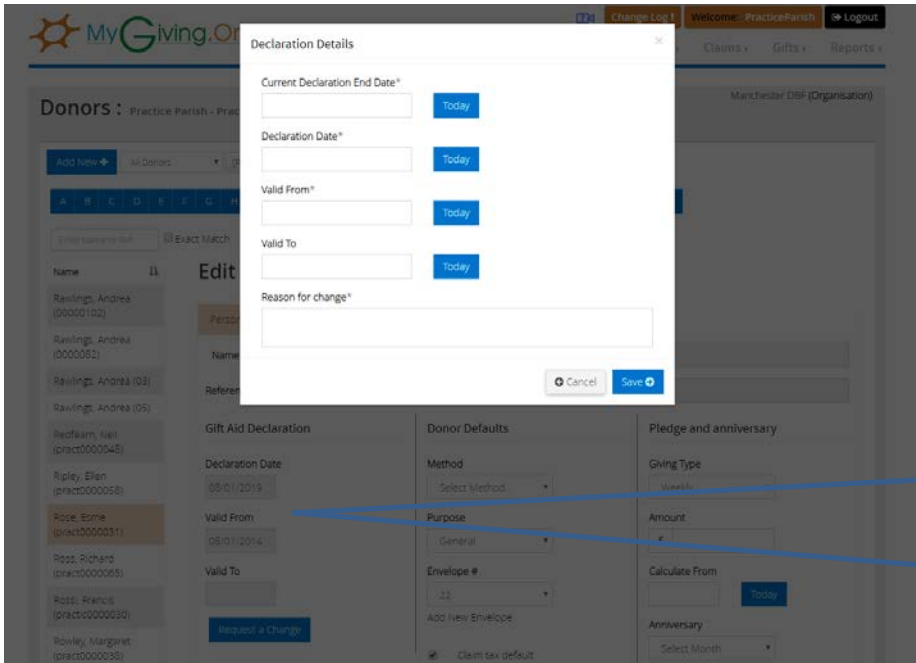 MyGiving.Or
Change Log !
Welcome: PracticeParish
Logout
Claims
Gifts
Reports
Declaration Details
×
Current Declaration End Date*
Today
Declaration Date*
Today
Valid From*
Today
Valid To
Today
Reason for change*
Cancel
Save
Manchester DBF (Organisation)
Donors : Practice Parish - Prac
Add New
All Donors
A B C D E F G H
Exact Match
Name
Edit
Rawlings, Andrea
(00000102)
Rawlings, Andrea
(0000082)
Rawlings, Andrea (03)
Rawlings, Andrea (05)
Redfearn, Neil
(pract0000048)
Ripley, Ellen
(pract0000058)
Rose, Esme
(pract0000031)
Ross, Richard
(pract0000065)
Rossi, Francis
(practic0000030)
Rowley, Margaret
(pract0000038)
Person
Name
Referen
Gift Aid Declaration
Declaration Date
08/01/2019
Valid From
08/01/2014
Valid To
Request a Change
Donor Defaults
Method
Select Method
Purpose
General
Envelope #
22
Add New Envelope
Claim tax default
Pledge and anniversary
Giving Type
Weekly
Amount
Calculate From
Today
Anniversary
Select Month